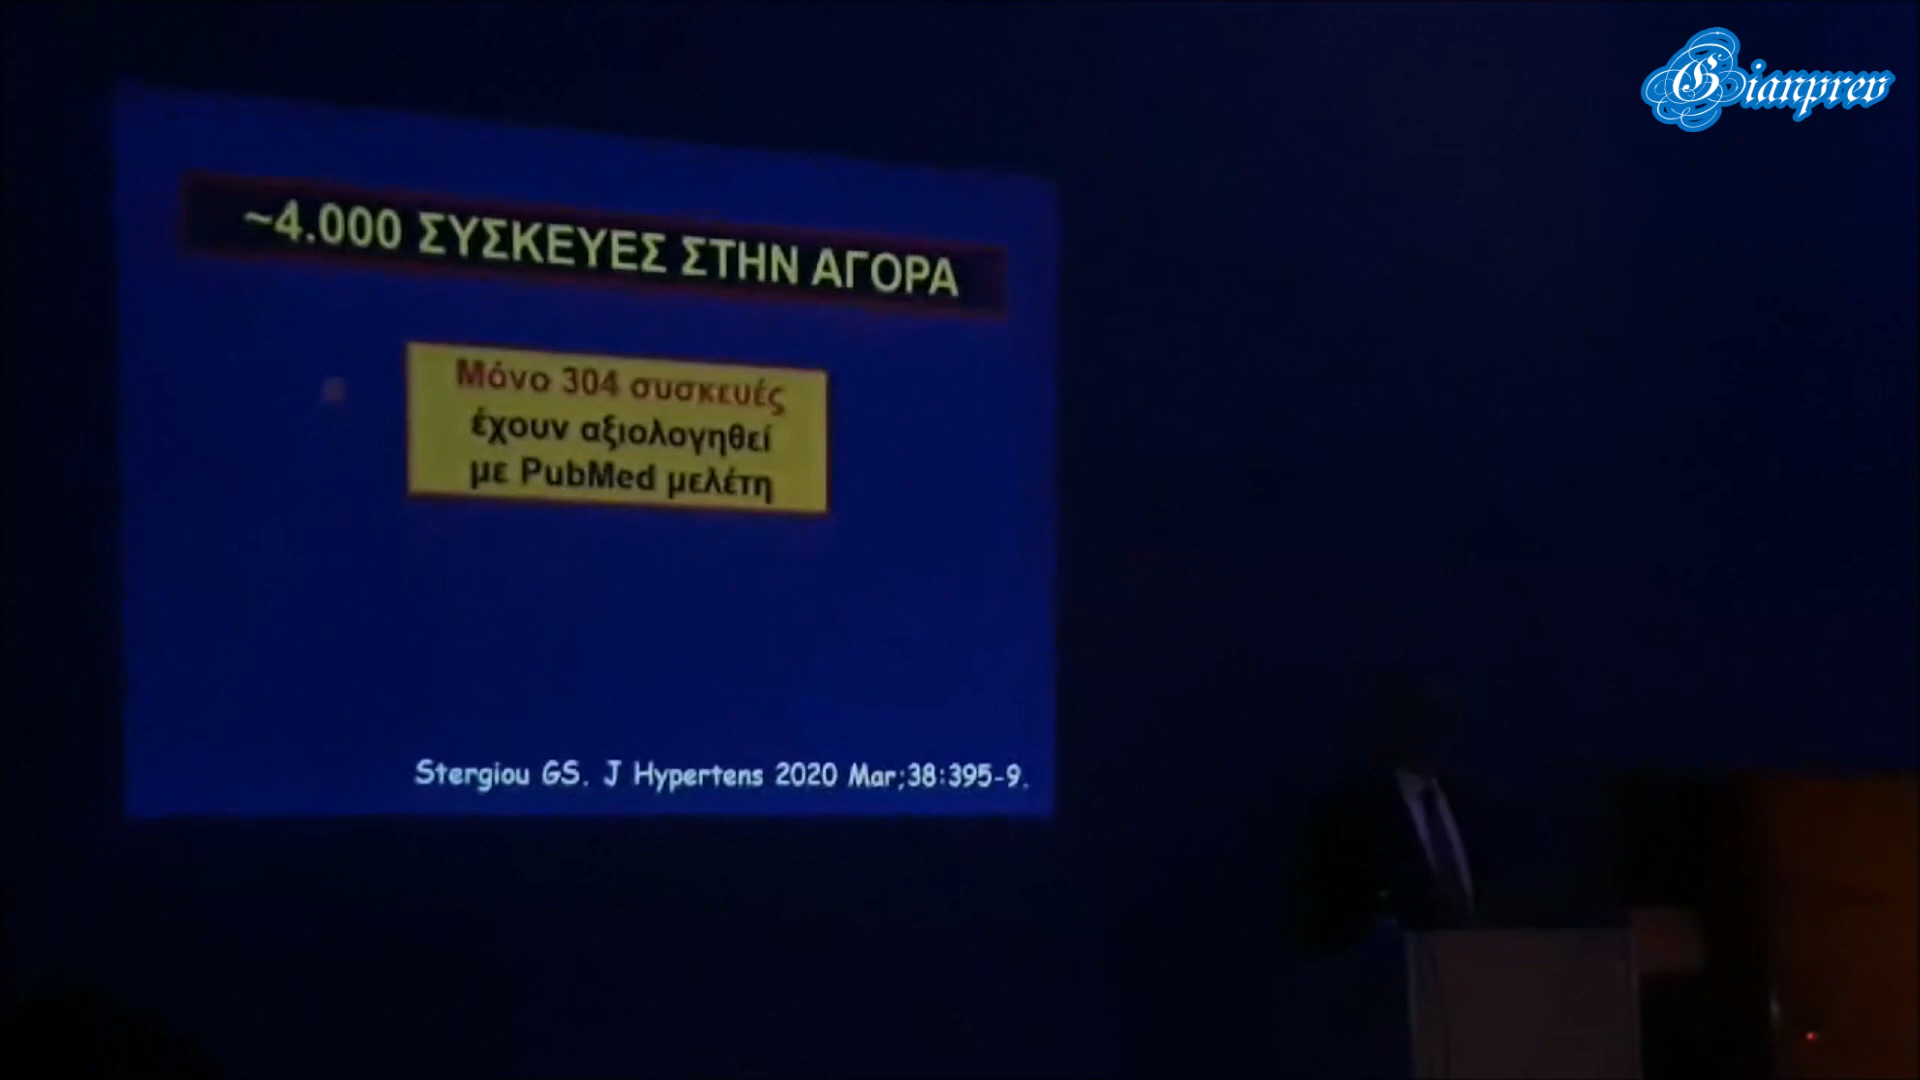 Gianprev
~4.000 ΣΥΣΚΕΥΕΣ ΣΤΗΝ ΑΓΟΡΑ
Μόνο 304 συσκευές
έχουν αξιολογηθεί
με PubMed μελέτη
Stergiou GS. J Hypertens 2020 Mar;38:395-9.